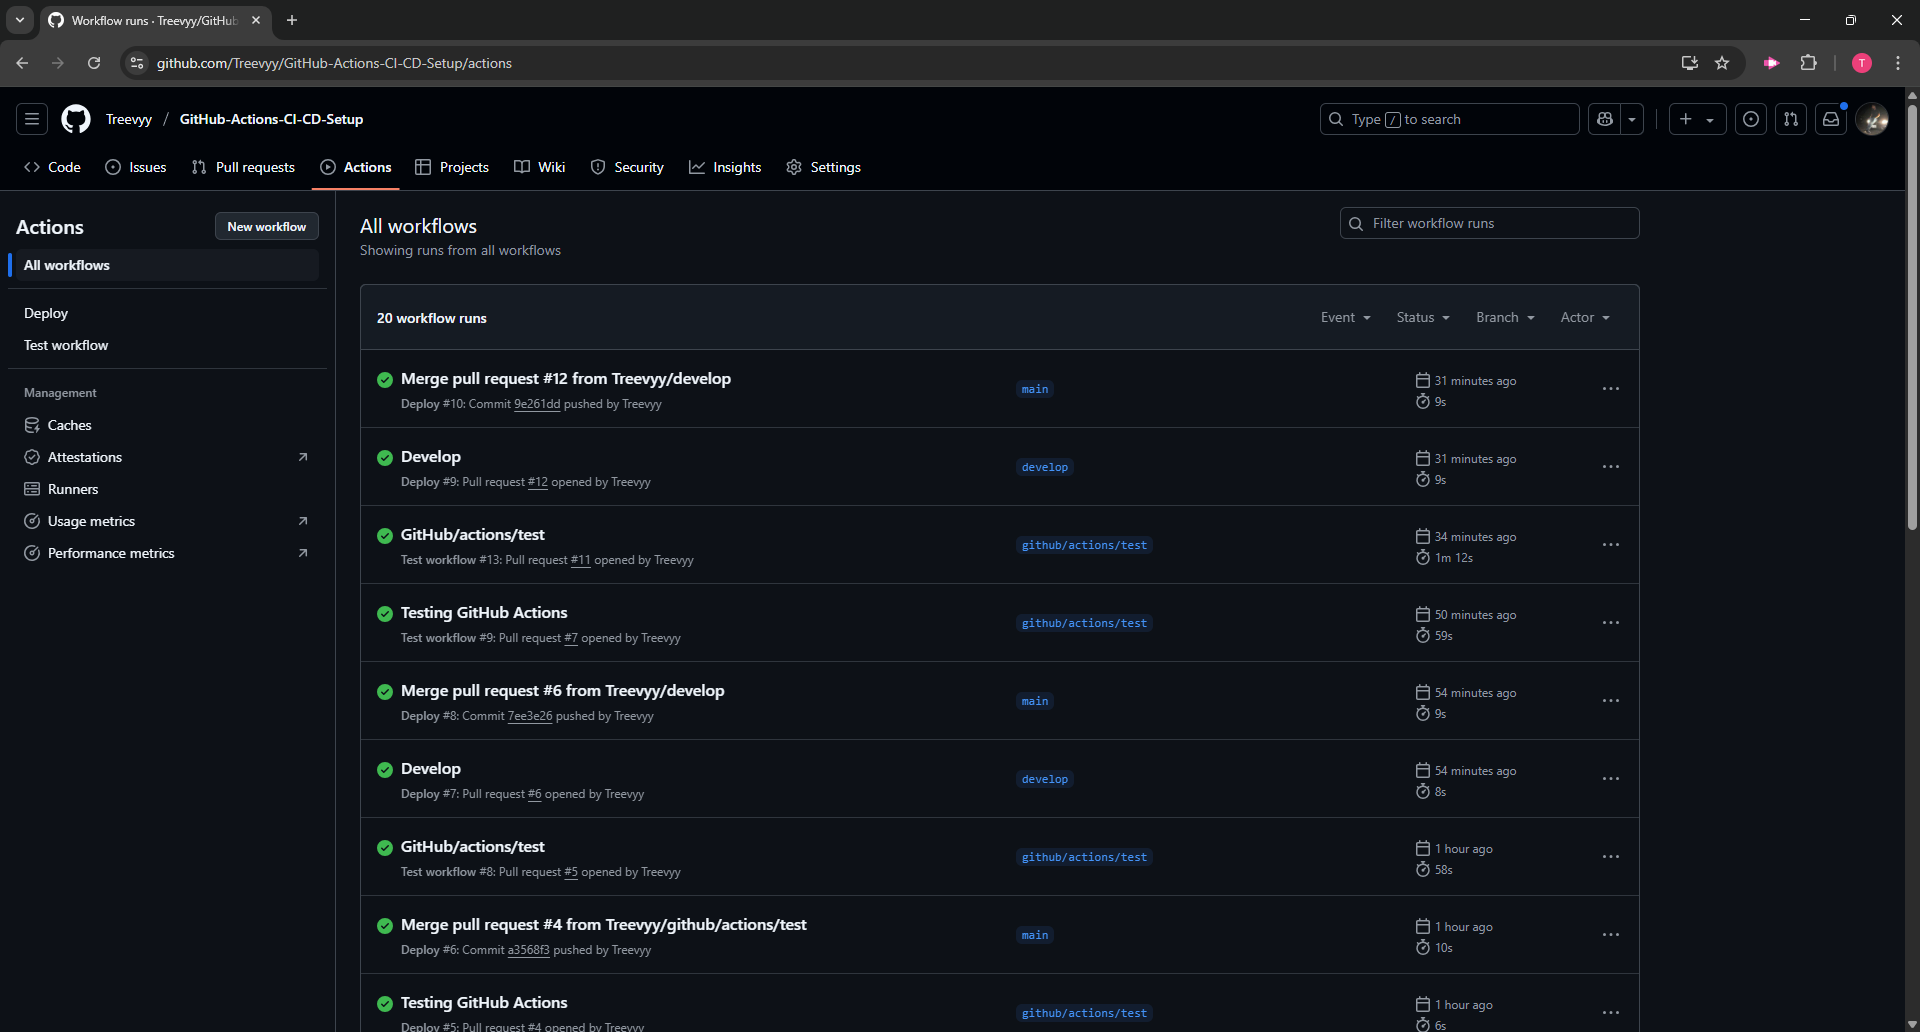 Workflow runs · Treevyy/GitHub
github.com/Treevyy/GitHub-Actions-CI-CD-Setup/actions
T
Treevyy / GitHub-Actions-CI-CD-Setup
Type / to search
Code Issues Pull requests Actions Projects Wiki Security Insights Settings
Actions
New workflow
All workflows
Deploy
Test workflow
Management
Caches
Attestations
Runners
Usage metrics
Performance metrics
All workflows
Showing runs from all workflows
Filter workflow runs
20 workflow runs
Event Status Branch Actor
Merge pull request #12 from Treevyy/develop
Deploy #10: Commit 9e261dd pushed by Treevyy
main
31 minutes ago
9s
Develop
Deploy #9: Pull request #12 opened by Treevyy
develop
31 minutes ago
9s
GitHub/actions/test
Test workflow #13: Pull request #11 opened by Treevyy
github/actions/test
34 minutes ago
1m 12s
Testing GitHub Actions
Test workflow #9: Pull request #7 opened by Treevyy
github/actions/test
50 minutes ago
59s
Merge pull request #6 from Treevyy/develop
Deploy #8: Commit 7ee3e26 pushed by Treevyy
main
54 minutes ago
9s
Develop
Deploy #7: Pull request #6 opened by Treevyy
develop
54 minutes ago
8s
GitHub/actions/test
Test workflow #8: Pull request #5 opened by Treevyy
github/actions/test
1 hour ago
58s
Merge pull request #4 from Treevyy/github/actions/test
Deploy #6: Commit a3568f3 pushed by Treevyy
main
1 hour ago
10s
Testing GitHub Actions
Deploy #5: Pull request #4 opened by Treevyy
github/actions/test
1 hour ago
6s